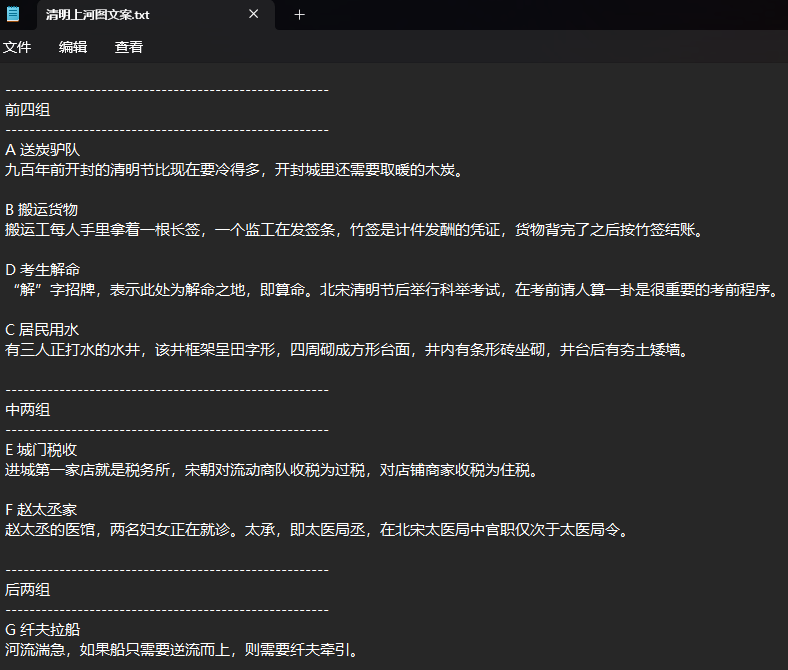 清明上河图文案.txt
文件 编辑 查看
------------------------------------------------------
前四组
------------------------------------------------------
A 送炭驴队
九百年前开封的清明节比现在要冷得多，开封城里还需要取暖的木炭。
B 搬运货物
搬运工每人手里拿着一根长签，一个监工在发签条，竹签是计件发酬的凭证，货物背完了之后按竹签结账。
D 考生解命
“解”字招牌，表示此处为解命之地，即算命。北宋清明节后举行科举考试，在考前请人算一卦是很重要的考前程序。
C 居民用水
有三人正打水的水井，该井框架呈田字形，四周砌成方形台面，井内有条形砖坐砌，井台后有夯土矮墙。
------------------------------------------------------
中两组
------------------------------------------------------
E 城门税收
进城第一家店就是税务所，宋朝对流动商队收税为过税，对店铺商家收税为住税。
F 赵太丞家
赵太丞的医馆，两名妇女正在就诊。太承，即太医局丞，在北宋太医局中官职仅次于太医局令。
------------------------------------------------------
后两组
------------------------------------------------------
G 纤夫拉船
河流湍急，如果船只需要逆流而上，则需要纤夫牵引。